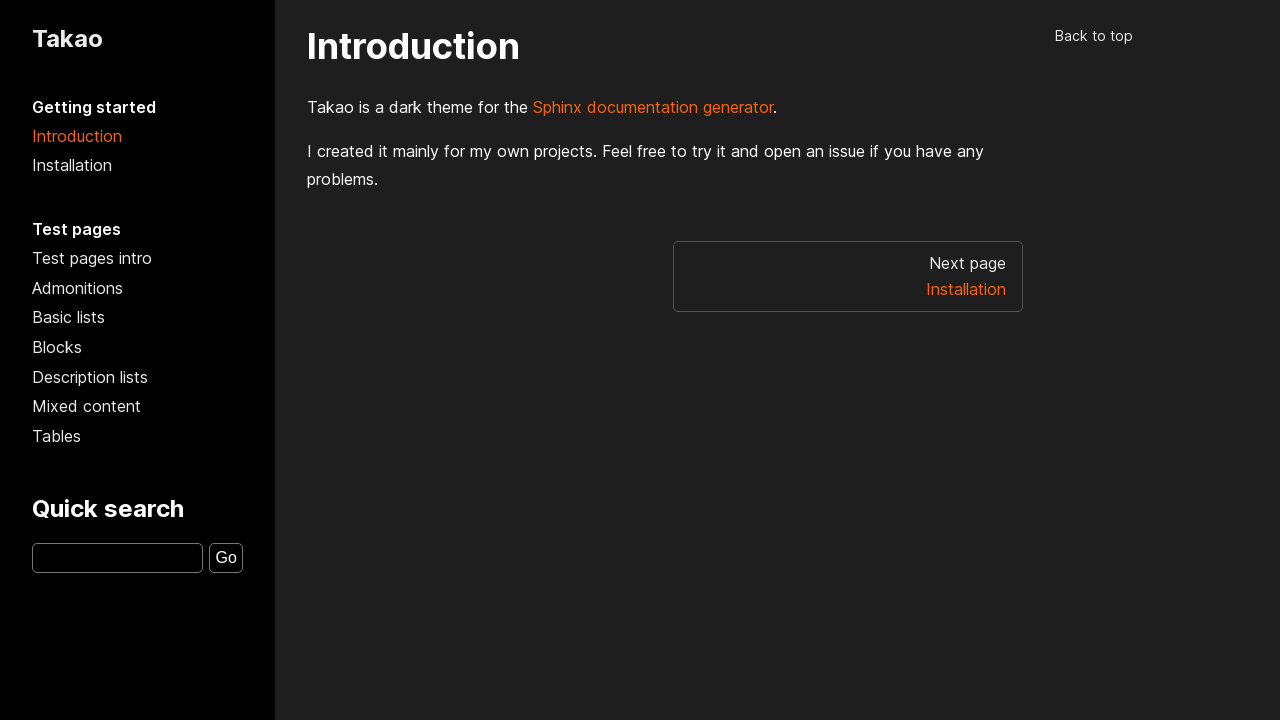 Takao
Getting started
Introduction
Installation
Test pages
Test pages intro
Admonitions
Basic lists
Blocks
Description lists
Mixed content
Tables
Quick search
Go
Introduction
Takao is a dark theme for the Sphinx documentation generator.
I created it mainly for my own projects. Feel free to try it and open an issue if you have any
problems.
Next page
Installation
Back to top